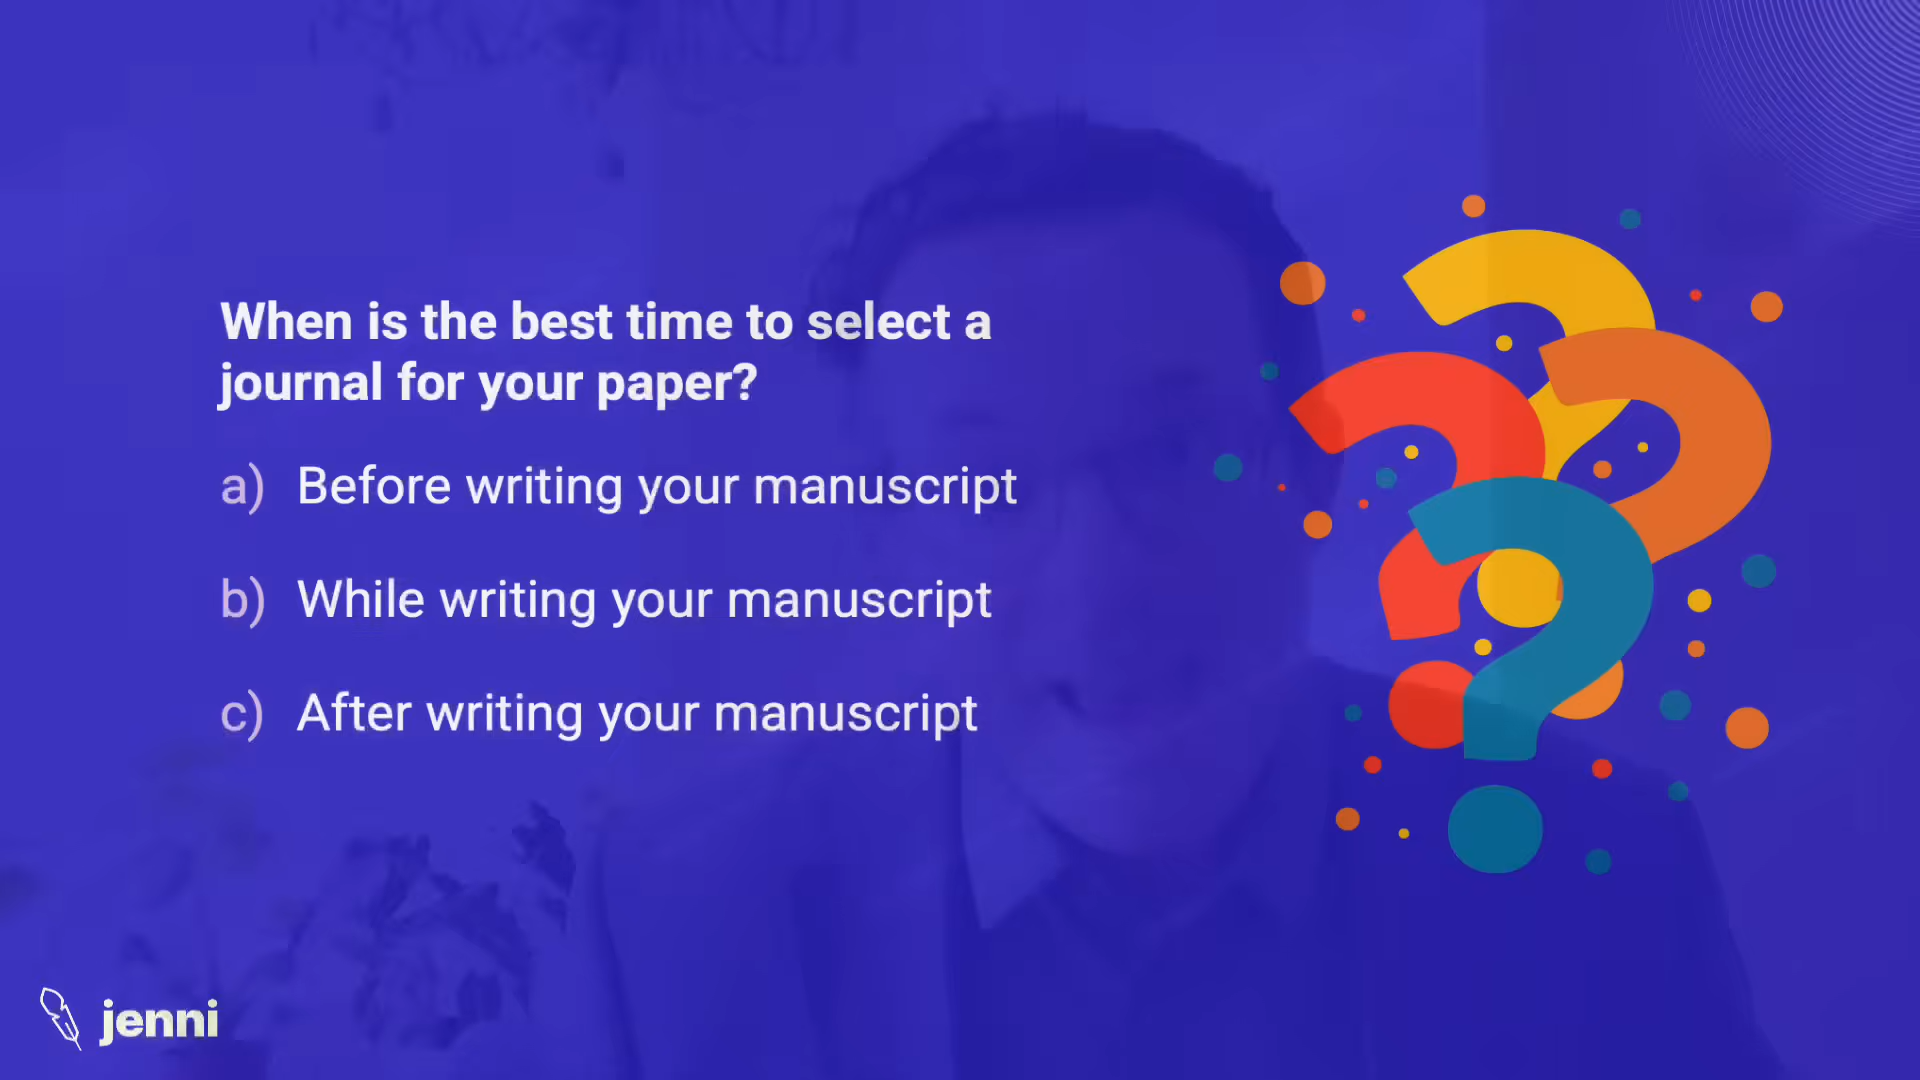 When is the best time to select a
journal for your paper?
a) Before writing your manuscript
b) While writing your manuscript
c) After writing your manuscript
jenni